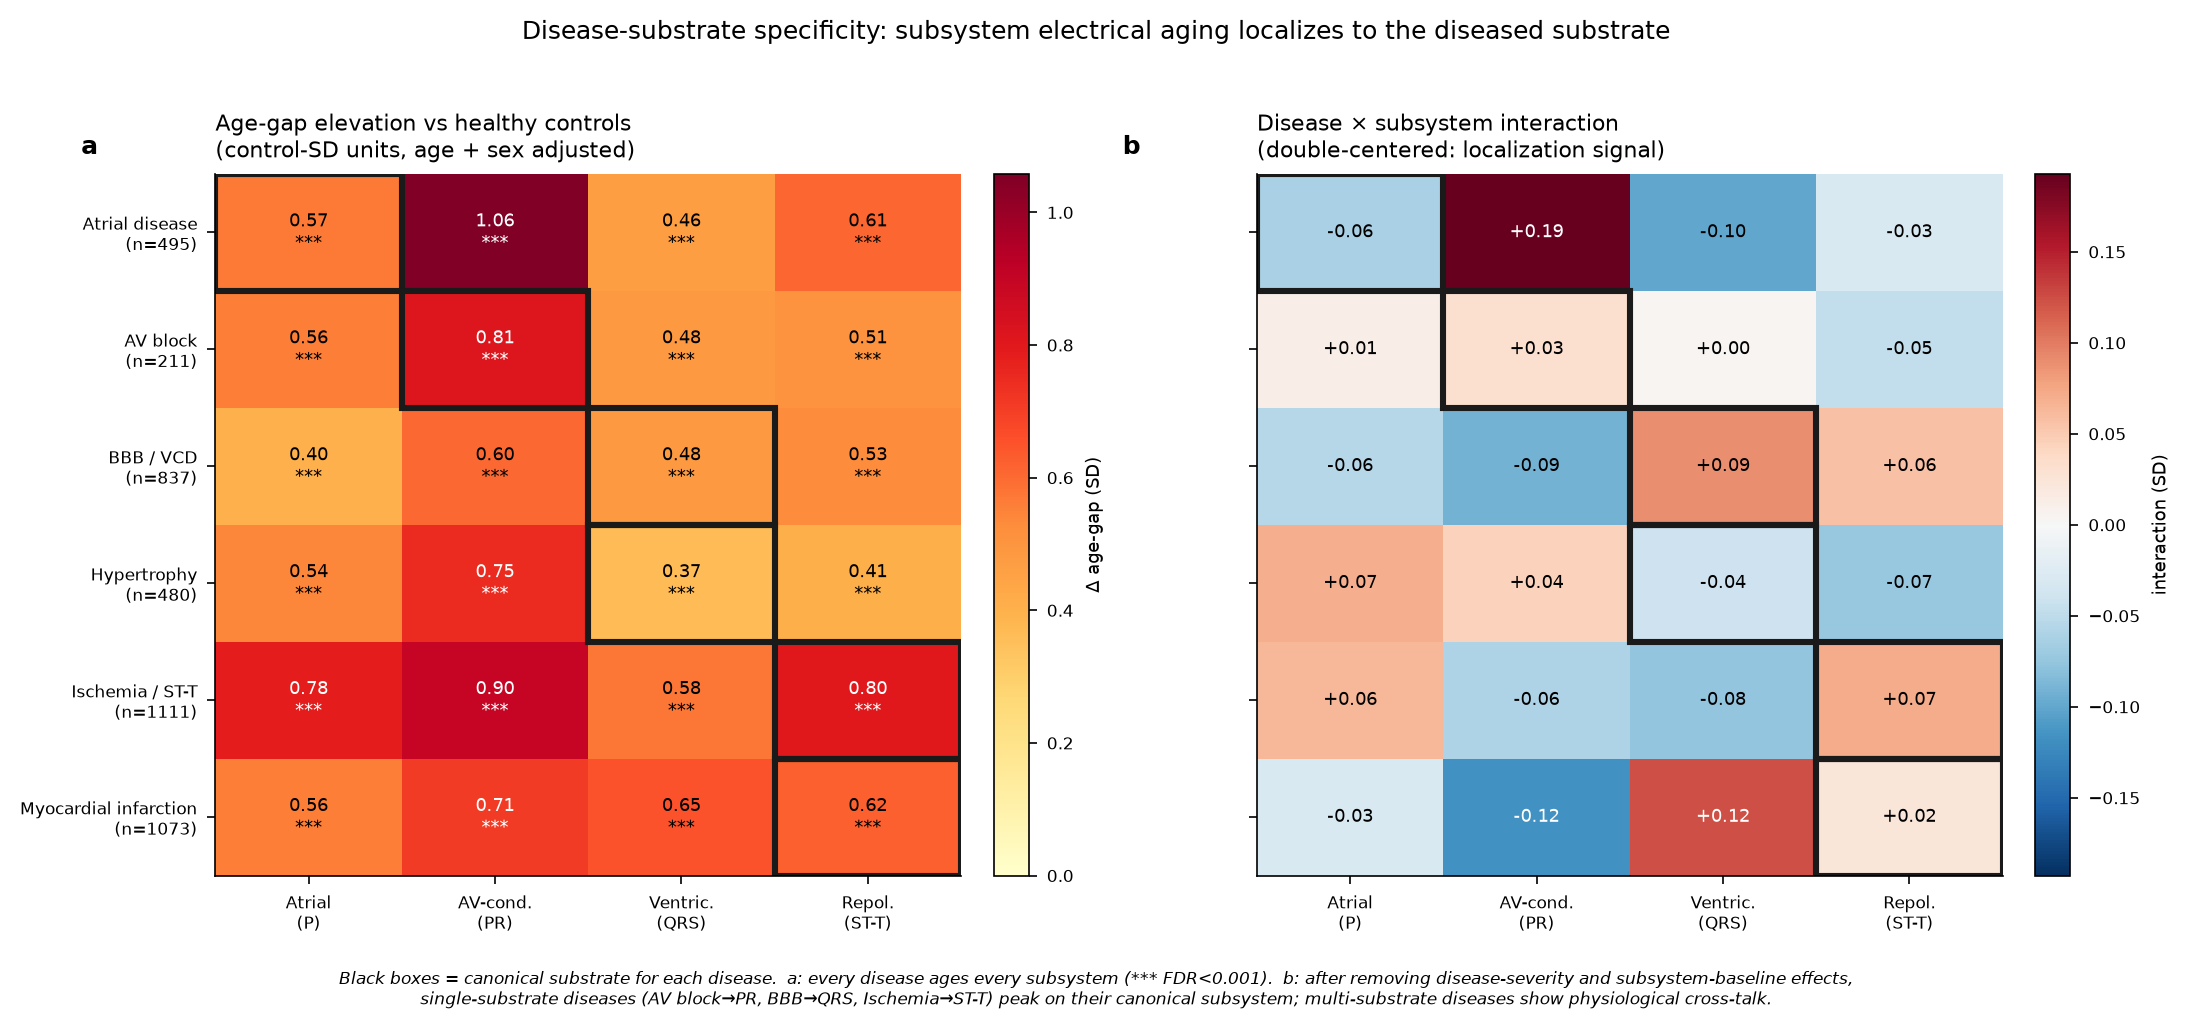 Disease-substrate specificity: subsystem electrical aging localizes to the diseased substrate
a
Age-gap elevation vs healthy controls
(control-SD units, age + sex adjusted)
Atrial disease
(n=495)
0.57 1.06 0.46 0.61
*** *** *** ***
AV block
(n=211)
0.56 0.81 0.48 0.51
*** *** *** ***
BBB / VCD
(n=837)
0.40 0.60 0.48 0.53
*** *** *** ***
Hypertrophy
(n=480)
0.54 0.75 0.37 0.41
*** *** *** ***
Ischemia / ST-T
(n=1111)
0.78 0.90 0.58 0.80
*** *** *** ***
Myocardial infarction
(n=1073)
0.56 0.71 0.65 0.62
*** *** *** ***
Atrial
(P)
AV-cond.
(PR)
Ventric.
(QRS)
Repol.
(ST-T)
1.0
0.8
0.6
0.4
0.2
0.0
Δ age-gap (SD)
b
Disease × subsystem interaction
(double-centered: localization signal)
-0.06 +0.19 -0.10 -0.03
+0.01 +0.03 +0.00 -0.05
-0.06 -0.09 +0.09 +0.06
+0.07 +0.04 -0.04 -0.07
+0.06 -0.06 -0.08 +0.07
-0.03 -0.12 +0.12 +0.02
Atrial
(P)
AV-cond.
(PR)
Ventric.
(QRS)
Repol.
(ST-T)
0.15
0.10
0.05
0.00
−0.05
−0.10
−0.15
interaction (SD)
Black boxes = canonical substrate for each disease.  a: every disease ages every subsystem (*** FDR<0.001).  b: after removing disease-severity and subsystem-baseline effects,
single-substrate diseases (AV block→PR, BBB→QRS, Ischemia→ST-T) peak on their canonical subsystem; multi-substrate diseases show physiological cross-talk.